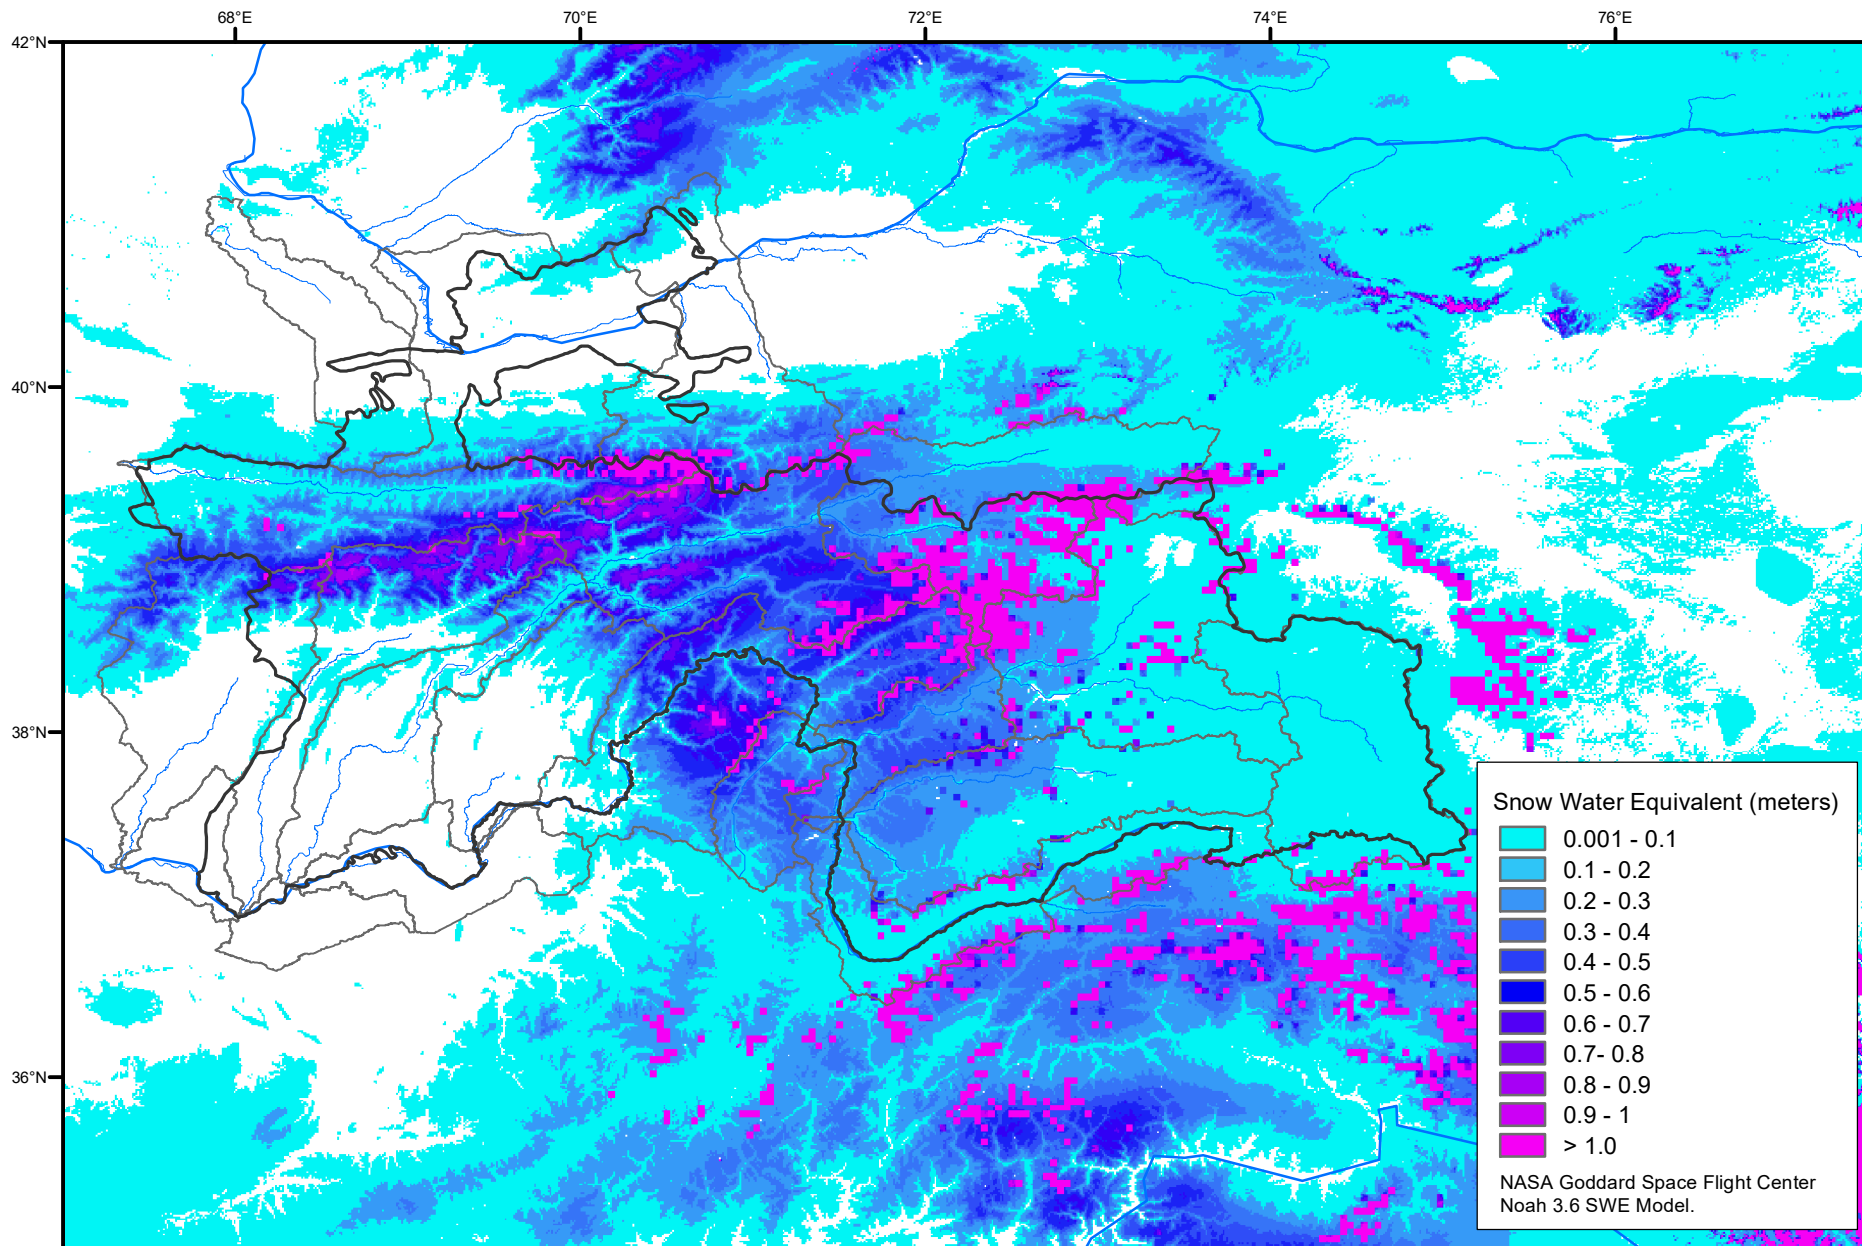 68°E
70°E
72°E
74°E
76°E
42°N
40°N
38°N
36°N
Snow Water Equivalent (meters)
0.001 - 0.1
0.1 - 0.2
0.2 - 0.3
0.3 - 0.4
0.4 - 0.5
0.5 - 0.6
0.6 - 0.7
0.7- 0.8
0.8 - 0.9
0.9 - 1
> 1.0
NASA Goddard Space Flight Center
Noah 3.6 SWE Model.